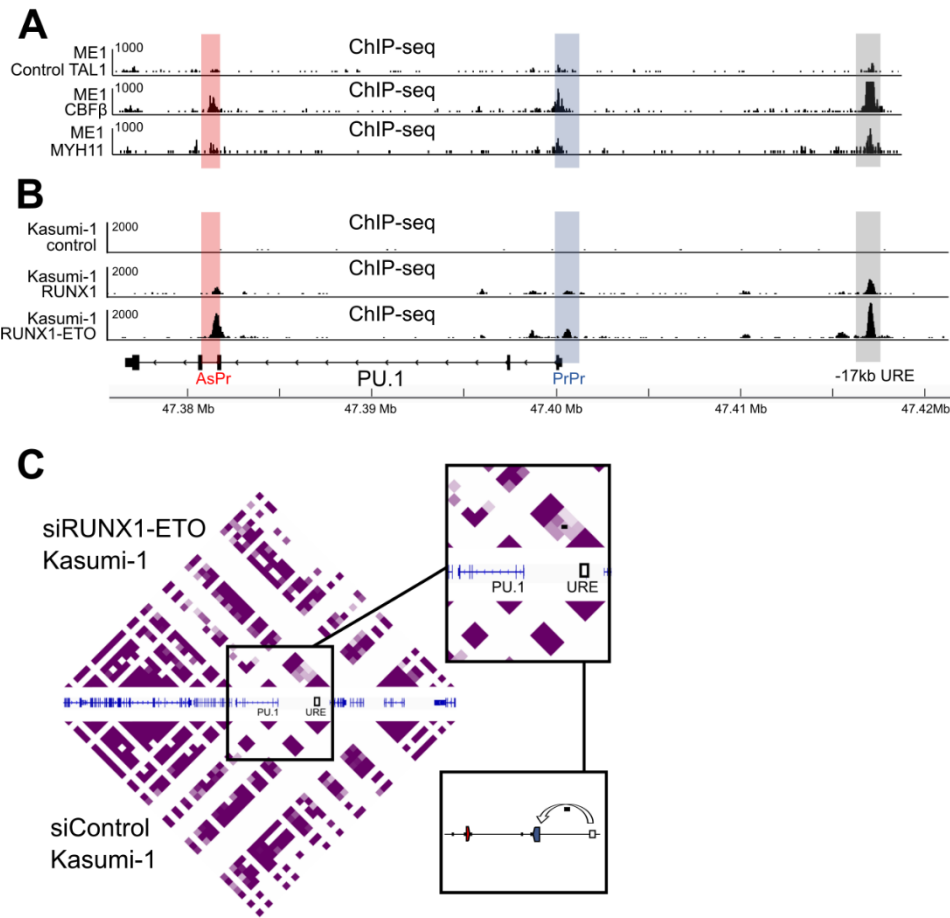 A
ME1
Control TAL1
1000
ChIP-seq
ME1
CBFβ
1000
ChIP-seq
ME1
MYH11
1000
ChIP-seq
B
Kasumi-1
control
2000
ChIP-seq
Kasumi-1
RUNX1
2000
ChIP-seq
Kasumi-1
RUNX1-ETO
2000
ChIP-seq
AsPr
PU.1
PrPr
-17kb URE
47.38 Mb
47.39 Mb
47.40 Mb
47.41 Mb
47.42 Mb
C
siRUNX1-ETO
Kasumi-1
PU.1
URE
PU.1
URE
siControl
Kasumi-1